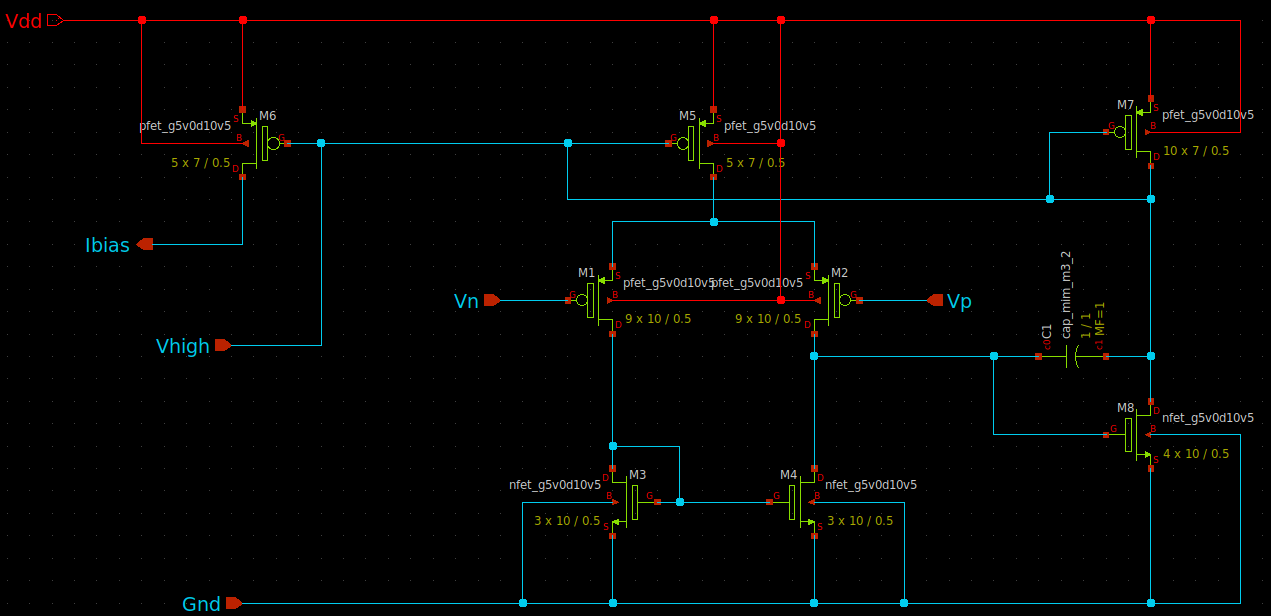 Vdd
M6
pfet_g5v0d10v5
S
B
G
D
5 x 7 / 0.5
M5
pfet_g5v0d10v5
S
G
B
D
5 x 7 / 0.5
M7
pfet_g5v0d10v5
S
G
B
D
10 x 7 / 0.5
Ibias
Vn
M1
pfet_g5v0d10v5
S
G
B
D
9 x 10 / 0.5
M2
pfet_g5v0d10v5
S
B
G
D
9 x 10 / 0.5
Vp
Vhigh
C1
cap_mim_m3_2
1 / 1
MF=1
c0
c1
M8
nfet_g5v0d10v5
D
G
B
S
4 x 10 / 0.5
M3
nfet_g5v0d10v5
D
B
G
S
3 x 10 / 0.5
M4
nfet_g5v0d10v5
D
G
B
S
3 x 10 / 0.5
Gnd